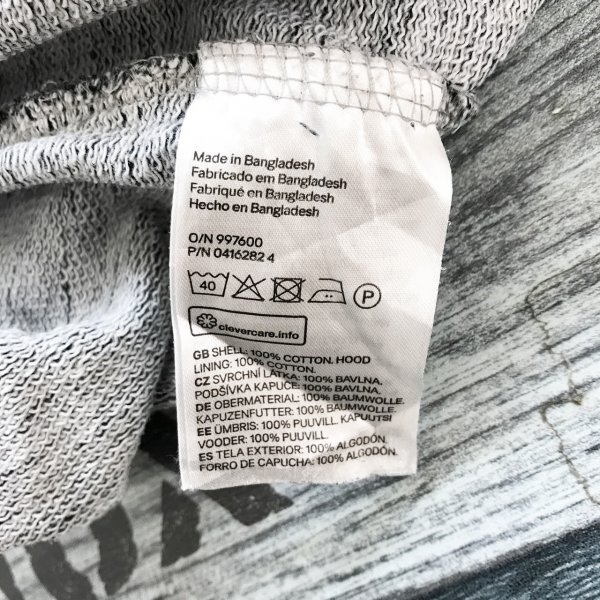 Made in Bangladesh
Fabricado em Bangladesh
Fabriqué en Bangladesh
Hecho en Bangladesh
O/N 997600
P/N 0416282 4
40
P
clevercare.info
GB SHELL: 100% COTTON. HOOD
LINING: 100% COTTON.
CZ SVRCHNÍ LÁTKA: 100% BAVLNA.
PODŠÍVKA KAPUCE: 100% BAVLNA.
DE OBERMATERIAL: 100% BAUMWOLLE.
KAPUZENFUTTER: 100% BAUMWOLLE.
EE ÜMBRIS: 100% PUUVILL. KAPUUTSI
VOODER: 100% PUUVILL.
ES TELA EXTERIOR: 100% ALGODÓN.
FORRO DE CAPUCHA: 100% ALGODÓN.